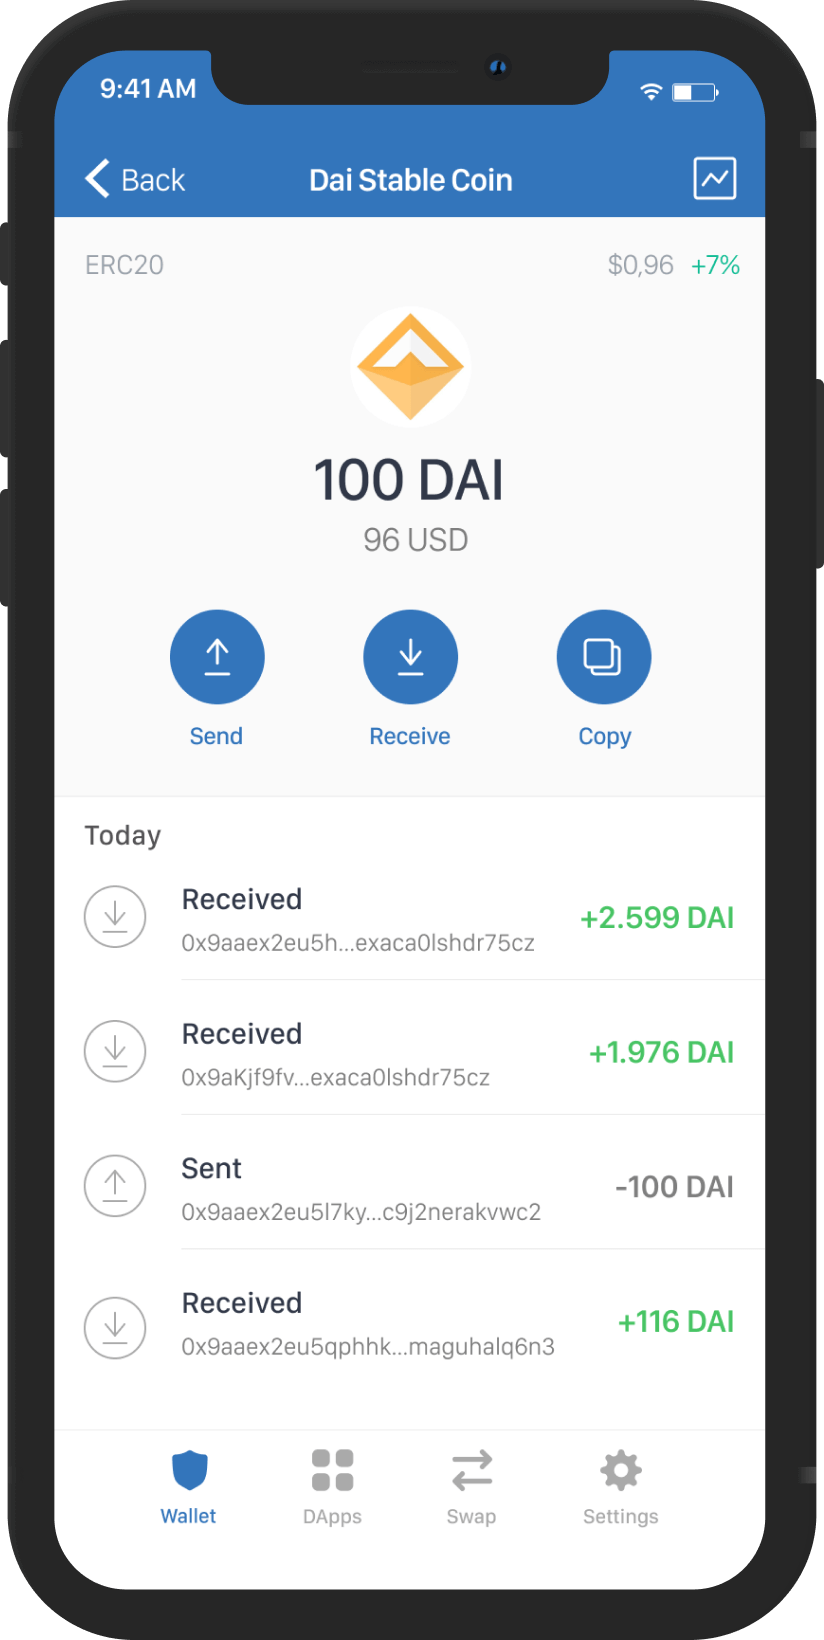 9:41 AM
Back
Dai Stable Coin
ERC20
$0,96 +7%
100 DAI
96 USD
Send
Receive
Copy
Today
Received
+2.599 DAI
0x9aaex2eu5h...exaca0lshdr75cz
Received
+1.976 DAI
0x9aKjf9fv...exaca0lshdr75cz
Sent
-100 DAI
0x9aaex2eu5l7ky...c9j2nerakvwc2
Received
+116 DAI
0x9aaex2eu5qphhk...maguhalq6n3
Wallet
DApps
Swap
Settings